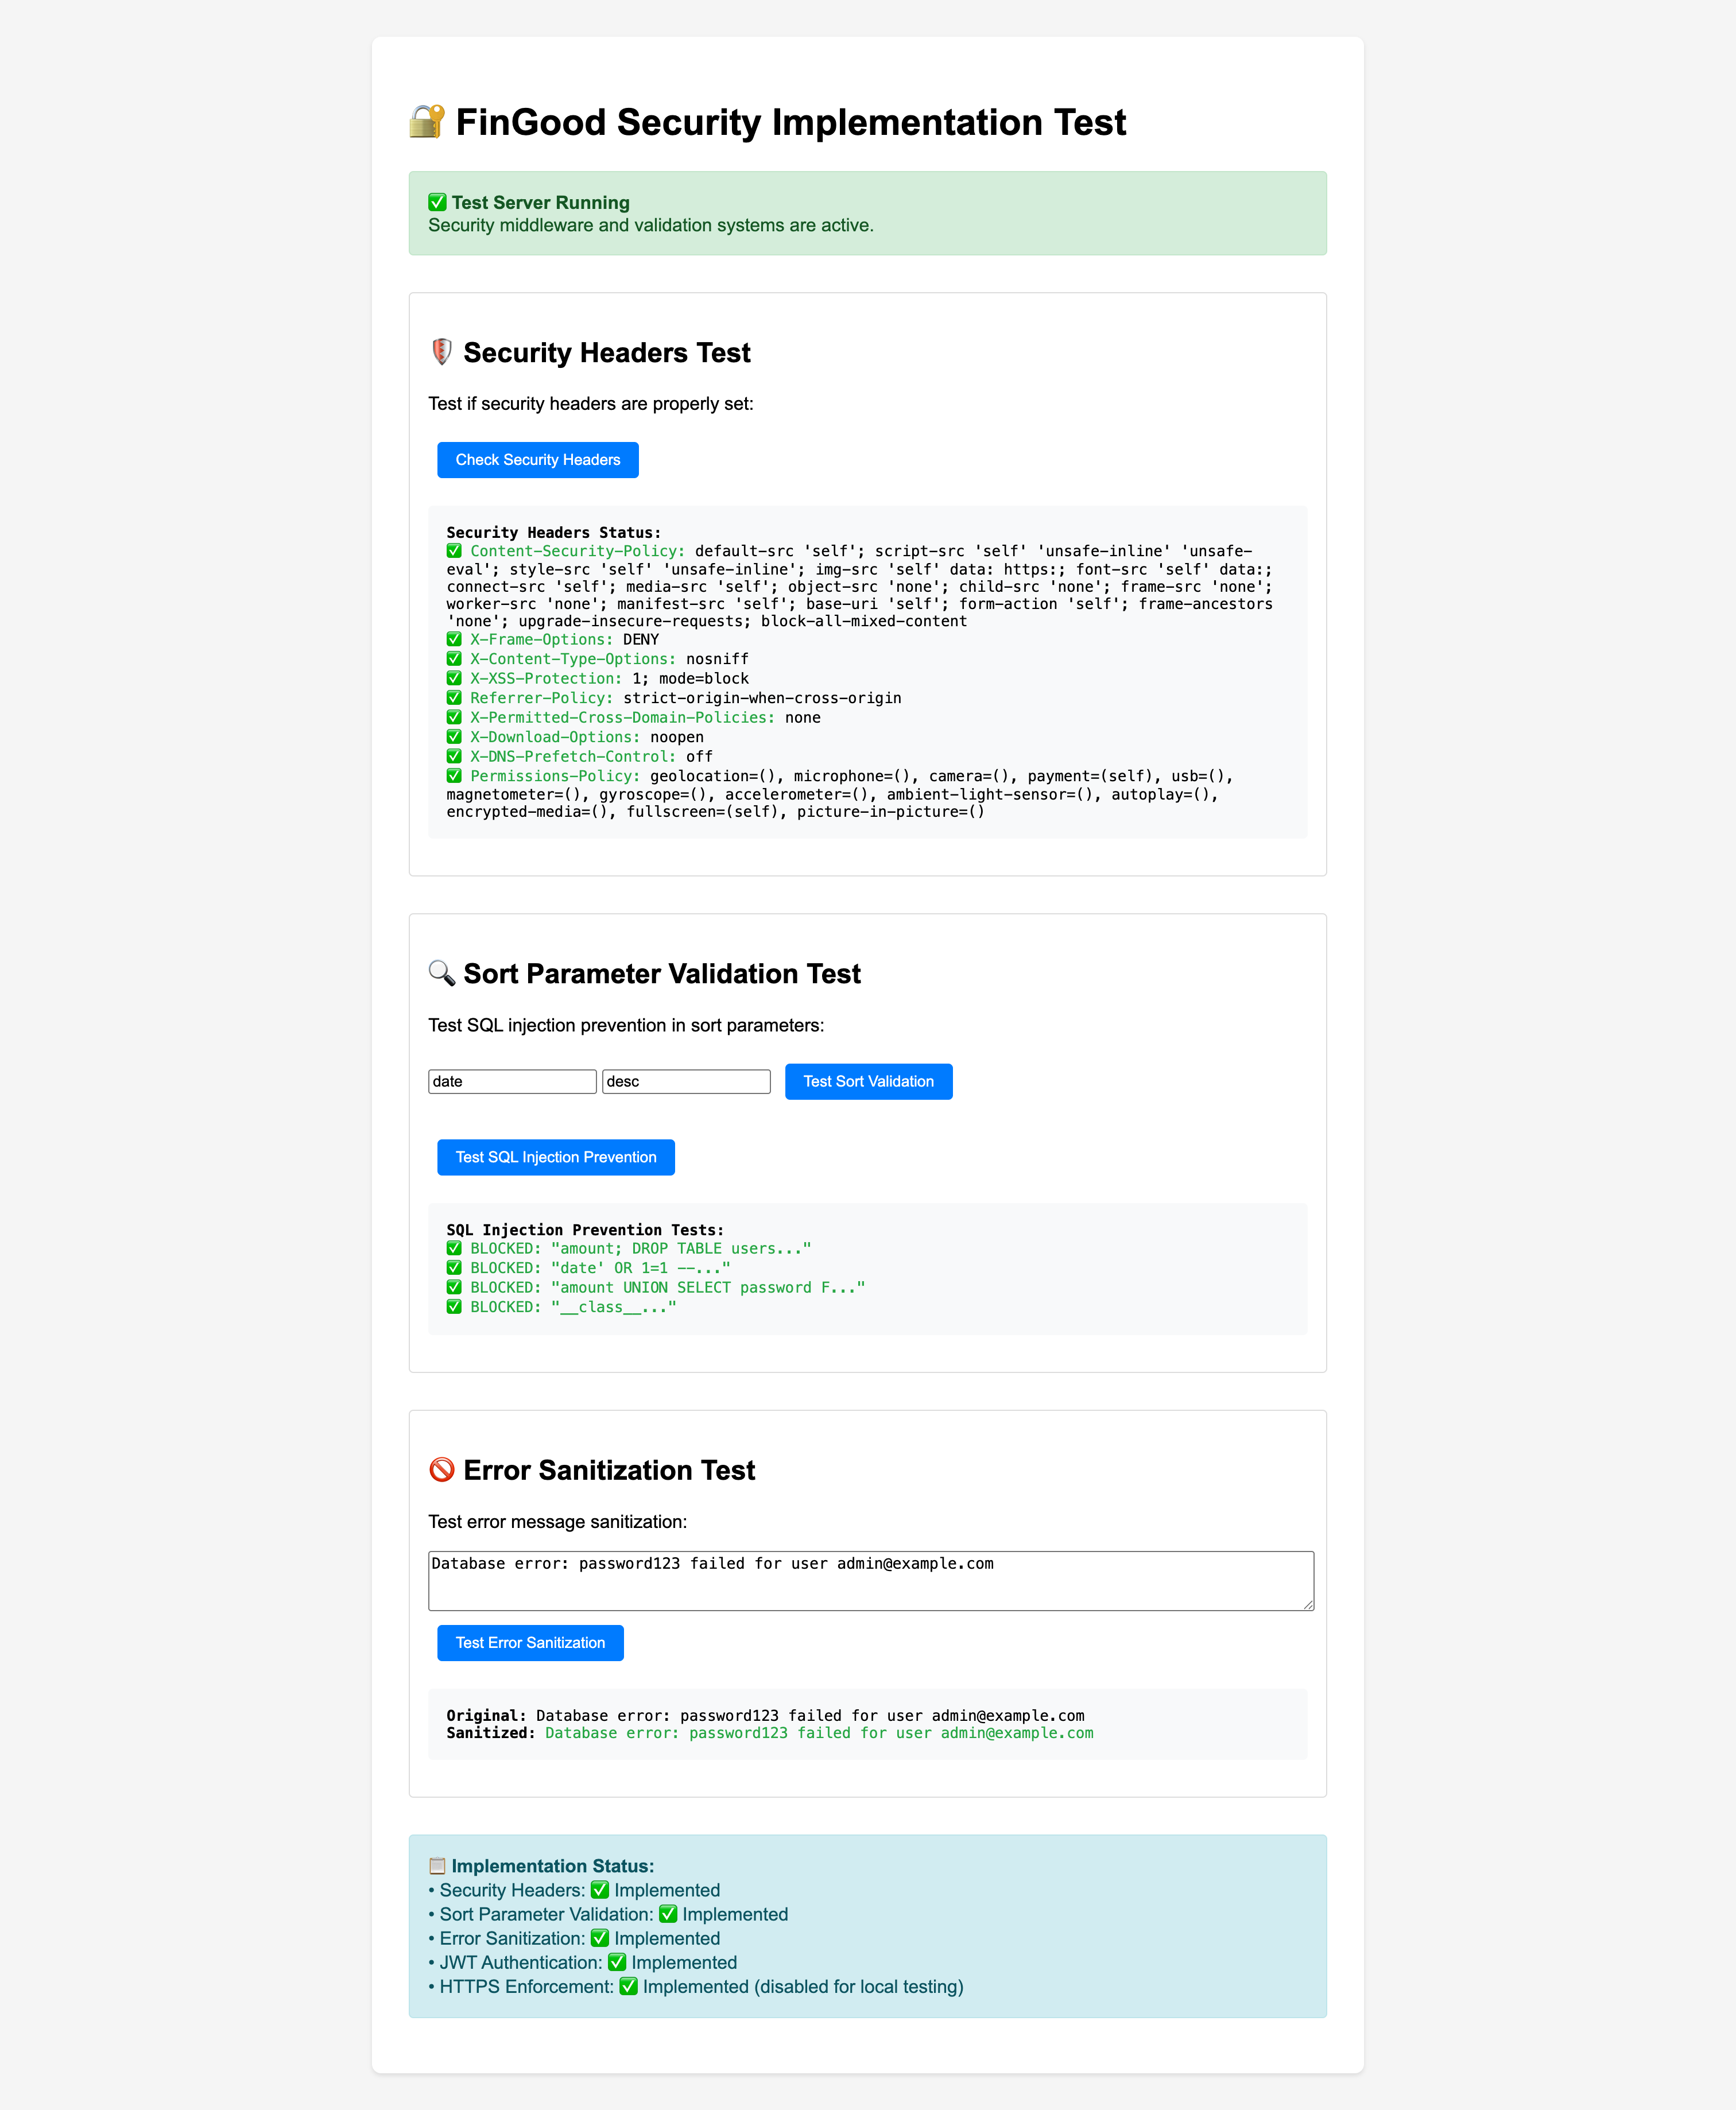 🔐 FinGood Security Implementation Test
✅ Test Server Running
Security middleware and validation systems are active.
🛡️ Security Headers Test
Test if security headers are properly set:
Check Security Headers
Security Headers Status:
✅ Content-Security-Policy: default-src 'self'; script-src 'self' 'unsafe-inline' 'unsafe-
eval'; style-src 'self' 'unsafe-inline'; img-src 'self' data: https:; font-src 'self' data:;
connect-src 'self'; media-src 'self'; object-src 'none'; child-src 'none'; frame-src 'none';
worker-src 'none'; manifest-src 'self'; base-uri 'self'; form-action 'self'; frame-ancestors
'none'; upgrade-insecure-requests; block-all-mixed-content
✅ X-Frame-Options: DENY
✅ X-Content-Type-Options: nosniff
✅ X-XSS-Protection: 1; mode=block
✅ Referrer-Policy: strict-origin-when-cross-origin
✅ X-Permitted-Cross-Domain-Policies: none
✅ X-Download-Options: noopen
✅ X-DNS-Prefetch-Control: off
✅ Permissions-Policy: geolocation=(), microphone=(), camera=(), payment=(self), usb=(),
magnetometer=(), gyroscope=(), accelerometer=(), ambient-light-sensor=(), autoplay=(),
encrypted-media=(), fullscreen=(self), picture-in-picture=()
🔍 Sort Parameter Validation Test
Test SQL injection prevention in sort parameters:
date desc Test Sort Validation
Test SQL Injection Prevention
SQL Injection Prevention Tests:
✅ BLOCKED: "amount; DROP TABLE users..."
✅ BLOCKED: "date' OR 1=1 --..."
✅ BLOCKED: "amount UNION SELECT password F..."
✅ BLOCKED: "__class__..."
🚫 Error Sanitization Test
Test error message sanitization:
Database error: password123 failed for user admin@example.com
Test Error Sanitization
Original: Database error: password123 failed for user admin@example.com
Sanitized: Database error: password123 failed for user admin@example.com
📋 Implementation Status:
• Security Headers: ✅ Implemented
• Sort Parameter Validation: ✅ Implemented
• Error Sanitization: ✅ Implemented
• JWT Authentication: ✅ Implemented
• HTTPS Enforcement: ✅ Implemented (disabled for local testing)